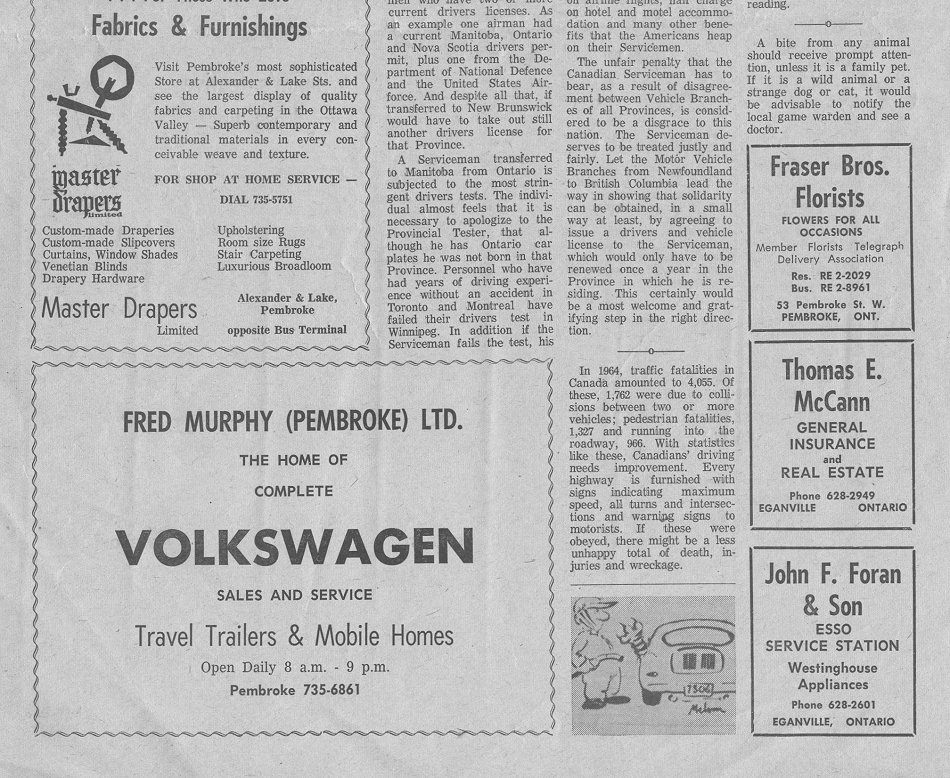 Fabrics & Furnishings
Visit Pembroke's most sophisticated
Store at Alexander & Lake Sts. and
see the largest display of quality
fabrics and carpeting in the Ottawa
Valley — Superb contemporary and
traditional materials in every con-
ceivable weave and texture.
master
drapers
limited
FOR SHOP AT HOME SERVICE —
DIAL 735-5751
Custom-made Draperies
Custom-made Slipcovers
Curtains, Window Shades
Venetian Blinds
Drapery Hardware
Upholstering
Room size Rugs
Stair Carpeting
Luxurious Broadloom
Master Drapers
Limited
Alexander & Lake,
Pembroke
opposite Bus Terminal
men who have two or more
current drivers licenses. As
an example one airman had
a current Manitoba, Ontario
and Nova Scotia drivers per-
mit, plus one from the De-
partment of National Defence
and the United States Air-
force. And despite all that, if
transferred to New Brunswick
would have to take out still
another drivers license for
that Province.
A Serviceman transferred
to Manitoba from Ontario is
subjected to the most strin-
gent drivers tests. The indivi-
dual almost feels that it is
necessary to apologize to the
Provincial Tester, that al-
though he has Ontario car
plates he was not born in that
Province. Personnel who have
had years of driving experi-
ence without an accident in
Toronto and Montreal have
failed their drivers test in
Winnipeg. In addition if the
Serviceman fails the test, his
on airline flights, half charge
on hotel and motel accommo-
dation and many other bene-
fits that the Americans heap
on their Servicemen.
The unfair penalty that the
Canadian Serviceman has to
bear, as a result of disagree-
ment between Vehicle Branch-
es of all Provinces, is consid-
ered to be a disgrace to this
nation. The Serviceman de-
serves to be treated justly and
fairly. Let the Motor Vehicle
Branches from Newfoundland
to British Columbia lead the
way in showing that solidarity
can be obtained, in a small
way at least, by agreeing to
issue a drivers and vehicle
license to the Serviceman,
which would only have to be
renewed once a year in the
Province in which he is re-
siding. This certainly would
be a most welcome and grat-
ifying step in the right direc-
tion.
In 1964, traffic fatalities in
Canada amounted to 4,055. Of
these, 1,762 were due to colli-
sions between two or more
vehicles; pedestrian fatalities,
1,327 and running into the
roadway, 966. With statistics
like these, Canadians' driving
needs improvement. Every
highway is furnished with
signs indicating maximum
speed, all turns and intersec-
tions and warning signs to
motorists. If these were
obeyed, there might be a less
unhappy total of death, in-
juries and wreckage.
reading.
A bite from any animal
should receive prompt atten-
tion, unless it is a family pet.
If it is a wild animal or a
strange dog or cat, it would
be advisable to notify the
local game warden and see a
doctor.
Fraser Bros.
Florists
FLOWERS FOR ALL
OCCASIONS
Member Florists Telegraph
Delivery Association
Res. RE 2-2029
Bus. RE 2-8961
53 Pembroke St. W.
PEMBROKE, ONT.
Thomas E.
McCann
GENERAL
INSURANCE
and
REAL ESTATE
Phone 628-2949
EGANVILLE ONTARIO
John F. Foran
& Son
ESSO
SERVICE STATION
Westinghouse
Appliances
Phone 628-2601
EGANVILLE, ONTARIO
FRED MURPHY (PEMBROKE) LTD.
THE HOME OF
COMPLETE
VOLKSWAGEN
SALES AND SERVICE
Travel Trailers & Mobile Homes
Open Daily 8 a.m. - 9 p.m.
Pembroke 735-6861